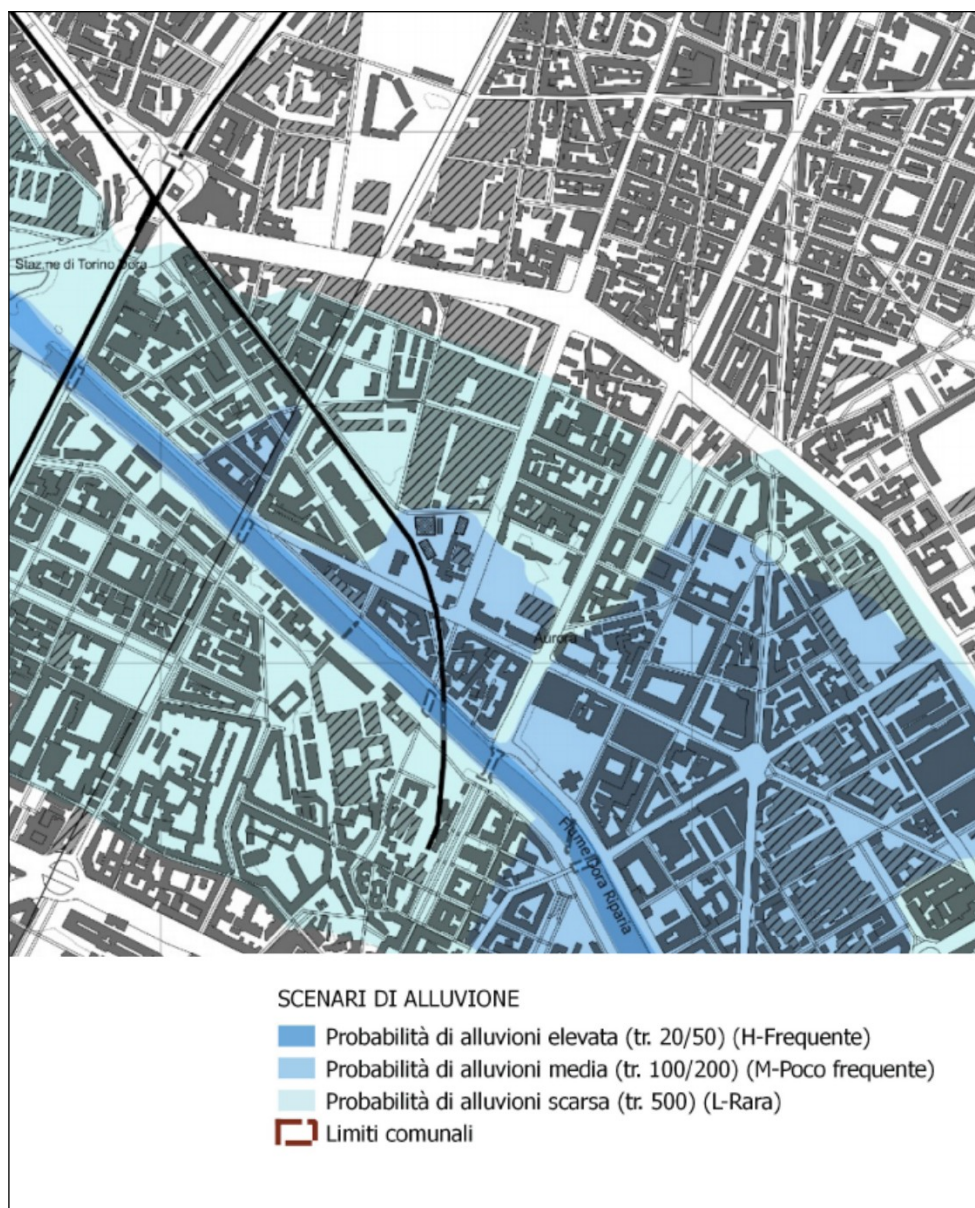 Staz.ne di Torino Dora
Aurora
Fiume Dora Riparia
SCENARI DI ALLUVIONE
Probabilità di alluvioni elevata (tr. 20/50) (H-Frequente)
Probabilità di alluvioni media (tr. 100/200) (M-Poco frequente)
Probabilità di alluvioni scarsa (tr. 500) (L-Rara)
Limiti comunali